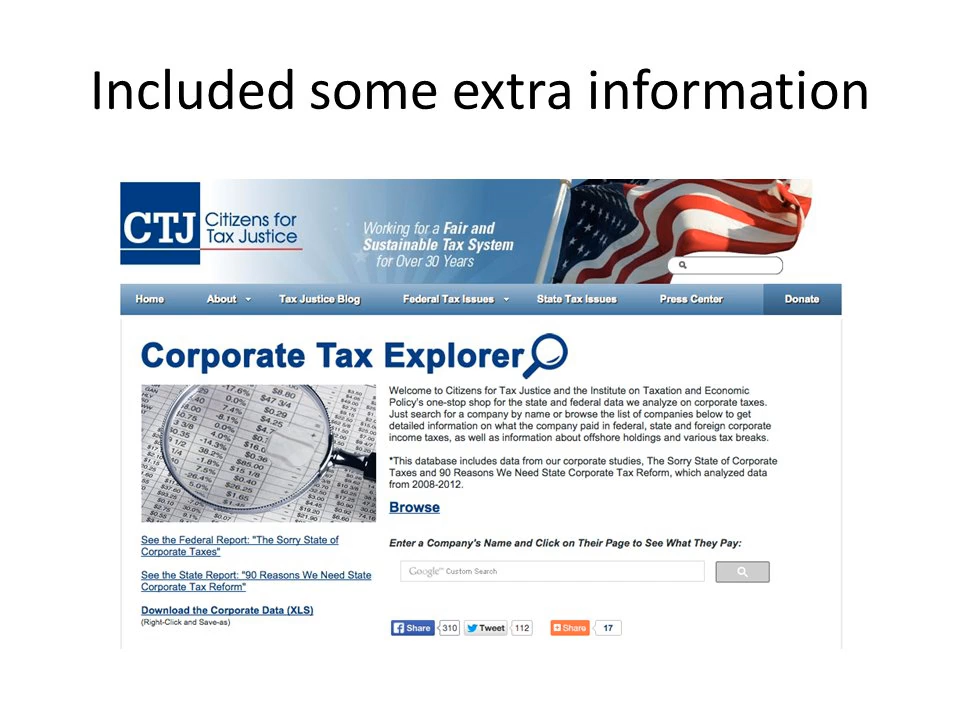 Included some extra information
CTJ Citizens for
Tax Justice
Working for a Fair and
Sustainable Tax System
for Over 30 Years
Home About Tax Justice Blog Federal Tax Issues State Tax Issues Press Center Donate
Corporate Tax Explorer
Welcome to Citizens for Tax Justice and the Institute on Taxation and Economic
Policy's one-stop shop for the state and federal data we analyze on corporate taxes.
Just search for a company by name or browse the list of companies below to get
detailed information on what the company paid in federal, state and foreign corporate
income taxes, as well as information about offshore holdings and various tax breaks.
*This database includes data from our corporate studies, The Sorry State of Corporate
Taxes and 90 Reasons We Need State Corporate Tax Reform, which analyzed data
from 2008-2012.
Browse
See the Federal Report: "The Sorry State of
Corporate Taxes"
See the State Report: "90 Reasons We Need State
Corporate Tax Reform"
Download the Corporate Data (XLS)
(Right-Click and Save-as)
Enter a Company's Name and Click on Their Page to See What They Pay:
Google™ Custom Search
Share 310 Tweet 112 Share 17